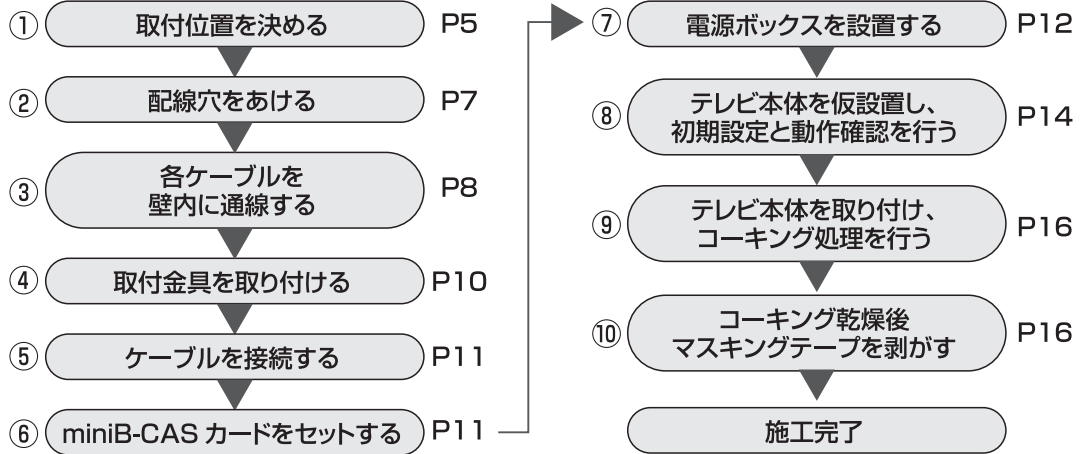 ① 取付位置を決める P5
② 配線穴をあける P7
③ 各ケーブルを
壁内に通線する P8
④ 取付金具を取り付ける P10
⑤ ケーブルを接続する P11
⑥ miniB-CAS カードをセットする P11
⑦ 電源ボックスを設置する P12
⑧ テレビ本体を仮設置し、
初期設定と動作確認を行う P14
⑨ テレビ本体を取り付け、
コーキング処理を行う P16
⑩ コーキング乾燥後
マスキングテープを剥がす P16
施工完了